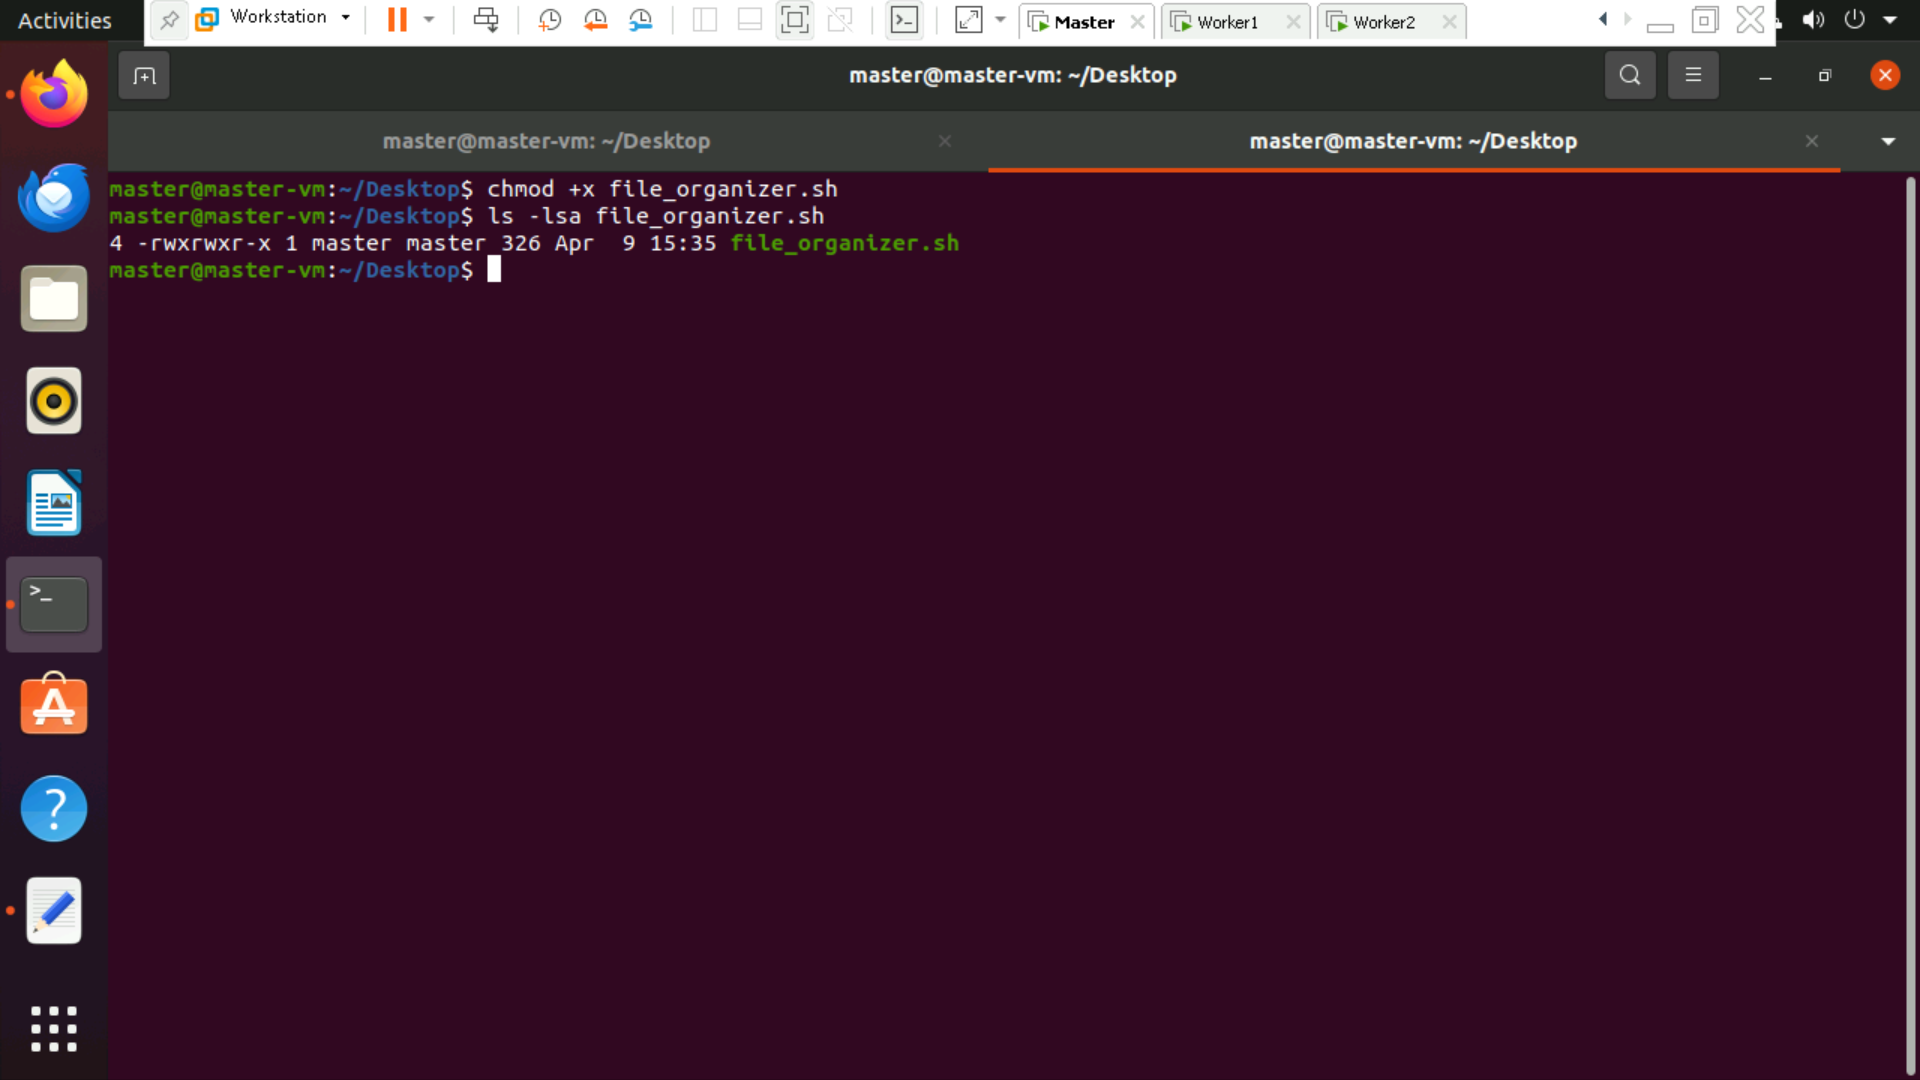 Activities
Workstation
Master
Worker1
Worker2
master@master-vm: ~/Desktop
master@master-vm: ~/Desktop
master@master-vm: ~/Desktop
master@master-vm:~/Desktop$ chmod +x file_organizer.sh
master@master-vm:~/Desktop$ ls -lsa file_organizer.sh
4 -rwxrwxr-x 1 master master 326 Apr  9 15:35 file_organizer.sh
master@master-vm:~/Desktop$